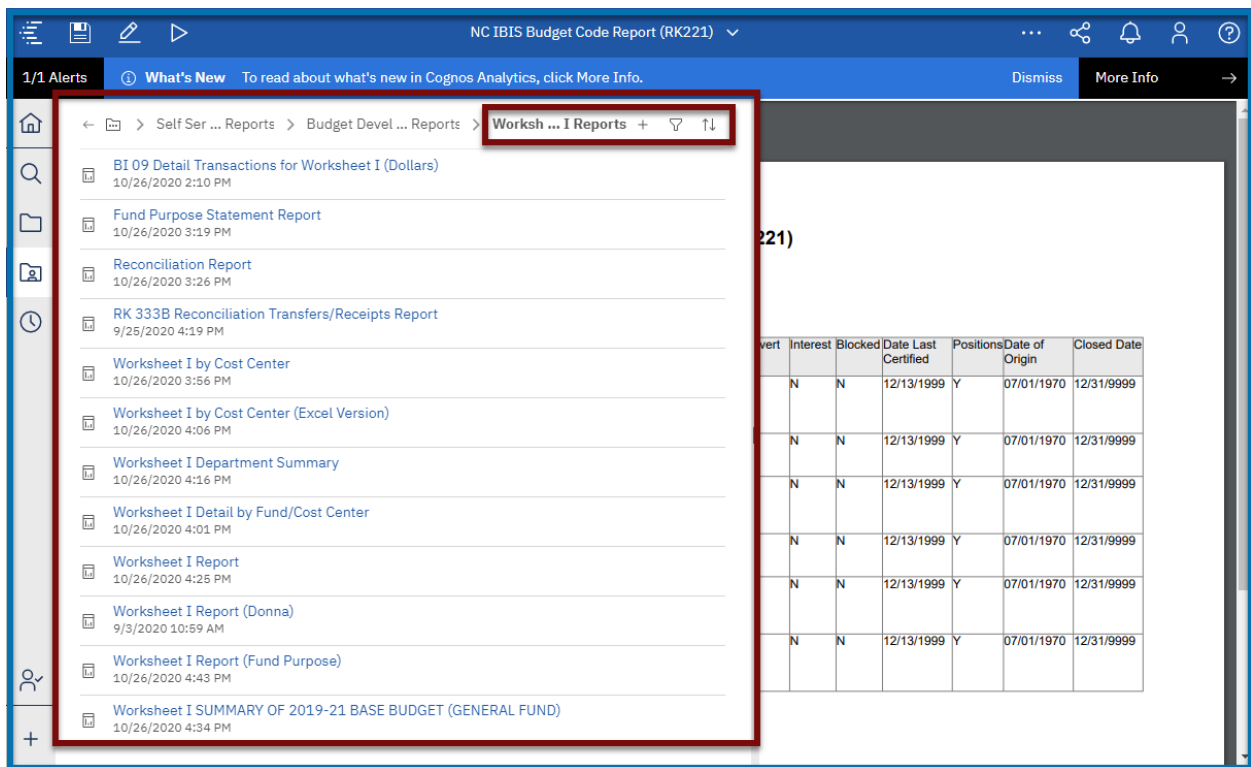 NC IBIS Budget Code Report (RK221)
1/1 Alerts What's New To read about what's new in Cognos Analytics, click More Info. Dismiss More Info →
← > Self Ser ... Reports > Budget Devel ... Reports > Worksh ... I Reports +
BI 09 Detail Transactions for Worksheet I (Dollars)
10/26/2020 2:10 PM
Fund Purpose Statement Report
10/26/2020 3:19 PM
Reconciliation Report
10/26/2020 3:26 PM
RK 333B Reconciliation Transfers/Receipts Report
9/25/2020 4:19 PM
Worksheet I by Cost Center
10/26/2020 3:56 PM
Worksheet I by Cost Center (Excel Version)
10/26/2020 4:06 PM
Worksheet I Department Summary
10/26/2020 4:16 PM
Worksheet I Detail by Fund/Cost Center
10/26/2020 4:01 PM
Worksheet I Report
10/26/2020 4:25 PM
Worksheet I Report (Donna)
9/3/2020 10:59 AM
Worksheet I Report (Fund Purpose)
10/26/2020 4:43 PM
Worksheet I SUMMARY OF 2019-21 BASE BUDGET (GENERAL FUND)
10/26/2020 4:34 PM
221)
vert Interest Blocked Date Last Positions Date of Closed Date
Certified Origin
N N 12/13/1999 Y 07/01/1970 12/31/9999
N N 12/13/1999 Y 07/01/1970 12/31/9999
N N 12/13/1999 Y 07/01/1970 12/31/9999
N N 12/13/1999 Y 07/01/1970 12/31/9999
N N 12/13/1999 Y 07/01/1970 12/31/9999
N N 12/13/1999 Y 07/01/1970 12/31/9999